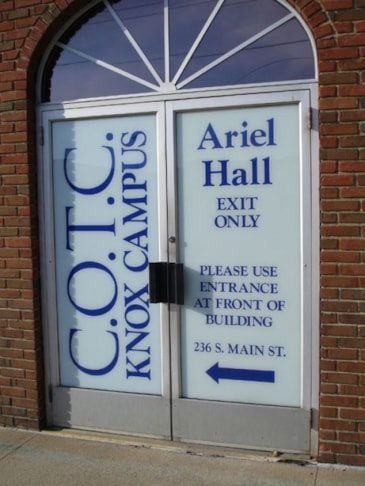 C.O.T.C.
KNOX CAMPUS
Ariel
Hall
EXIT
ONLY
PLEASE USE
ENTRANCE
AT FRONT OF
BUILDING
236 S. MAIN ST.